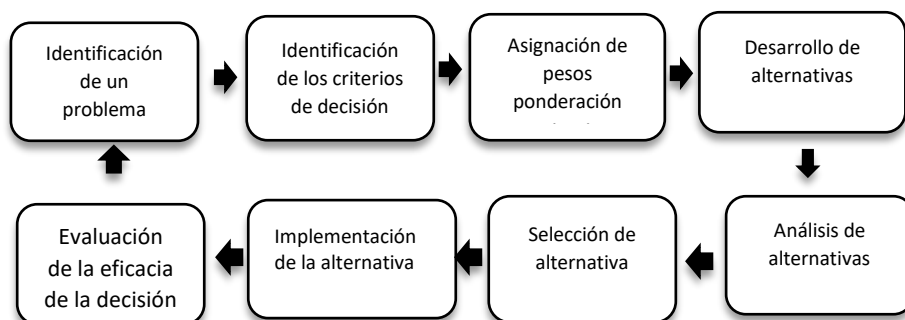 Identificación
de un
problema
Identificación
de los criterios
de decisión
Asignación de
pesos
ponderación
Desarrollo de
alternativas
Análisis de
alternativas
Selección de
alternativa
Implementación
de la alternativa
Evaluación
de la eficacia
de la decisión